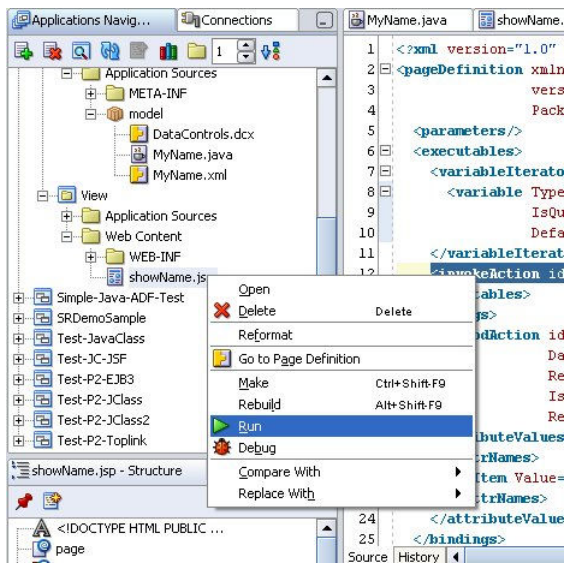 Applications Navig...
Connections
1
Application Sources
META-INF
model
DataControls.dcx
MyName.java
MyName.xml
View
Application Sources
Web Content
WEB-INF
showName.js
Simple-Java-ADF-Test
SRDemoSample
Test-JavaClass
Test-JC-JSF
Test-P2-EJB3
Test-P2-JClass
Test-P2-JClass2
Test-P2-Toplink
Open
Delete Delete
Reformat
Go to Page Definition
Make Ctrl+Shift-F9
Rebuild Alt+Shift-F9
Run
Debug
Compare With
Replace With
showName.jsp - Structure
<!DOCTYPE HTML PUBLIC ...
page
MyName.java
showName.
1 <?xml version="1.0"
2 <pageDefinition xmln
3 vers
4 Pack
5 <parameters/>
6 <executables>
7 <variableIterato
8 <variable Type
9 IsQu
10 Defa
11 </variableIterat
12 <invokeAction id
tables>
gs>
odAction id
Da
Re
Is
Re
ibuteValues
trNames>
tem Value=
trNames>
24 </attributeValue
25 </bindings>
Source History